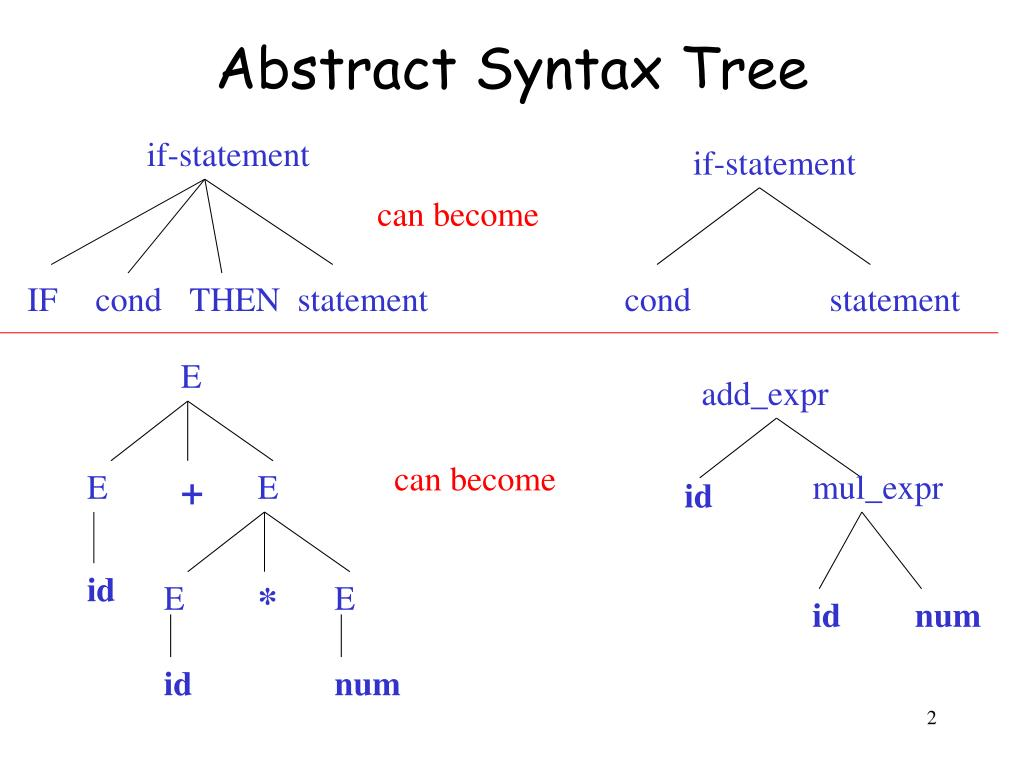 Abstract Syntax Tree
if-statement
can become
IF cond THEN statement
if-statement
cond statement
E
E + E
id E * E
id num
can become
add_expr
id mul_expr
id num
2